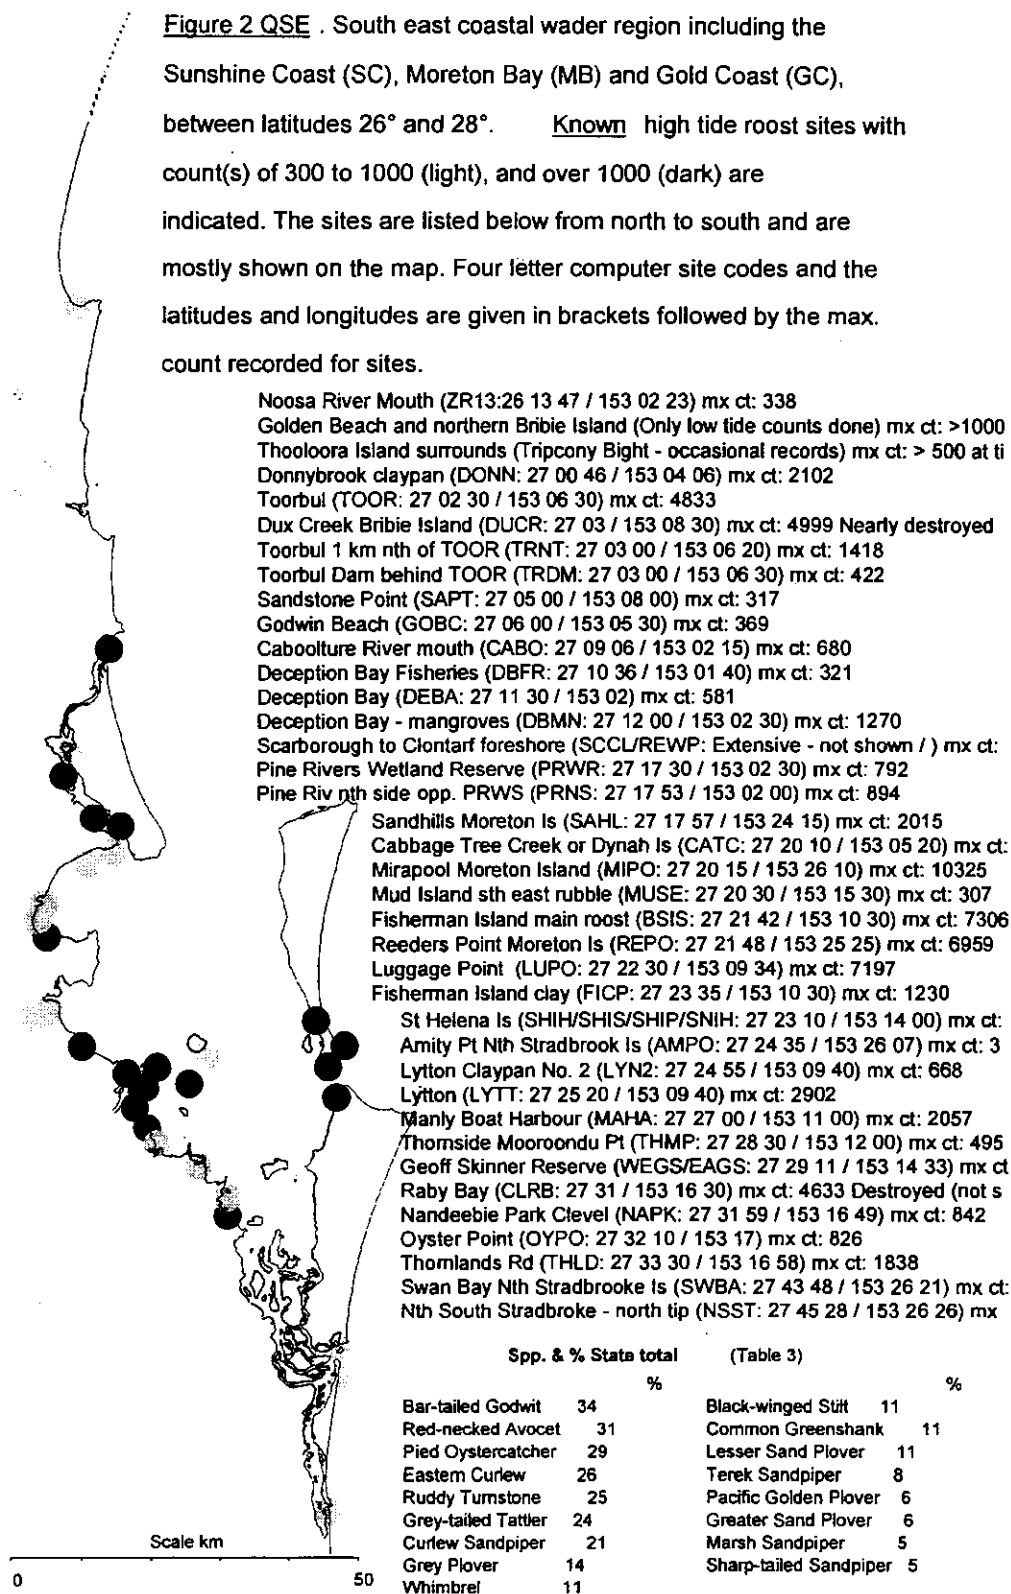 Figure 2 QSE . South east coastal wader region including the
Sunshine Coast (SC), Moreton Bay (MB) and Gold Coast (GC),
between latitudes 26° and 28°. Known high tide roost sites with
count(s) of 300 to 1000 (light), and over 1000 (dark) are
indicated. The sites are listed below from north to south and are
mostly shown on the map. Four letter computer site codes and the
latitudes and longitudes are given in brackets followed by the max.
count recorded for sites.
Noosa River Mouth (ZR13:26 13 47 / 153 02 23) mx ct: 338
Golden Beach and northern Bribie Island (Only low tide counts done) mx ct: >1000
Thooloora Island surrounds (Tripcony Bight - occasional records) mx ct: > 500 at ti
Donnybrook claypan (DONN: 27 00 46 / 153 04 06) mx ct: 2102
Toorbul (TOOR: 27 02 30 / 153 06 30) mx ct: 4833
Dux Creek Bribie Island (DUCR: 27 03 / 153 08 30) mx ct: 4999 Nearly destroyed
Toorbul 1 km nth of TOOR (TRNT: 27 03 00 / 153 06 20) mx ct: 1418
Toorbul Dam behind TOOR (TRDM: 27 03 00 / 153 06 30) mx ct: 422
Sandstone Point (SAPT: 27 05 00 / 153 08 00) mx ct: 317
Godwin Beach (GOBC: 27 06 00 / 153 05 30) mx ct: 369
Caboolture River mouth (CABO: 27 09 06 / 153 02 15) mx ct: 680
Deception Bay Fisheries (DBFR: 27 10 36 / 153 01 40) mx ct: 321
Deception Bay (DEBA: 27 11 30 / 153 02) mx ct: 581
Deception Bay - mangroves (DBMN: 27 12 00 / 153 02 30) mx ct: 1270
Scarborough to Clontarf foreshore (SCCL/REWP: Extensive - not shown / ) mx ct:
Pine Rivers Wetland Reserve (PRWR: 27 17 30 / 153 02 30) mx ct: 792
Pine Riv nth side opp. PRWS (PRNS: 27 17 53 / 153 02 00) mx ct: 894
Sandhills Moreton Is (SAHL: 27 17 57 / 153 24 15) mx ct: 2015
Cabbage Tree Creek or Dynah Is (CATC: 27 20 10 / 153 05 20) mx ct:
Mirapool Moreton Island (MIPO: 27 20 15 / 153 26 10) mx ct: 10325
Mud Island sth east rubble (MUSE: 27 20 30 / 153 15 30) mx ct: 307
Fisherman Island main roost (BSIS: 27 21 42 / 153 10 30) mx ct: 7306
Reeders Point Moreton Is (REPO: 27 21 48 / 153 25 25) mx ct: 6959
Luggage Point (LUPO: 27 22 30 / 153 09 34) mx ct: 7197
Fisherman Island clay (FICP: 27 23 35 / 153 10 30) mx ct: 1230
St Helena Is (SHIH/SHIS/SHIP/SNIH: 27 23 10 / 153 14 00) mx ct:
Amity Pt Nth Stradbrook Is (AMPO: 27 24 35 / 153 26 07) mx ct: 3
Lytton Claypan No. 2 (LYN2: 27 24 55 / 153 09 40) mx ct: 668
Lytton (LYTT: 27 25 20 / 153 09 40) mx ct: 2902
Manly Boat Harbour (MAHA: 27 27 00 / 153 11 00) mx ct: 2057
Thornside Mooroondu Pt (THMP: 27 28 30 / 153 12 00) mx ct: 495
Geoff Skinner Reserve (WEGS/EAGS: 27 29 11 / 153 14 33) mx ct
Raby Bay (CLRB: 27 31 / 153 16 30) mx ct: 4633 Destroyed (not s
Nandeebie Park Clevel (NAPK: 27 31 59 / 153 16 49) mx ct: 842
Oyster Point (OYPO: 27 32 10 / 153 17) mx ct: 826
Thornlands Rd (THLD: 27 33 30 / 153 16 58) mx ct: 1838
Swan Bay Nth Stradbrooke Is (SWBA: 27 43 48 / 153 26 21) mx ct:
Nth South Stradbroke - north tip (NSST: 27 45 28 / 153 26 26) mx
Spp. & % State total (Table 3)
% %
Bar-tailed Godwit 34 Black-winged Stilt 11
Red-necked Avocet 31 Common Greenshank 11
Pied Oystercatcher 29 Lesser Sand Plover 11
Eastern Curlew 26 Terek Sandpiper 8
Ruddy Turnstone 25 Pacific Golden Plover 6
Grey-tailed Tattler 24 Greater Sand Plover 6
Curlew Sandpiper 21 Marsh Sandpiper 5
Grey Plover 14 Sharp-tailed Sandpiper 5
Whimbrel 11
Scale km
0 50